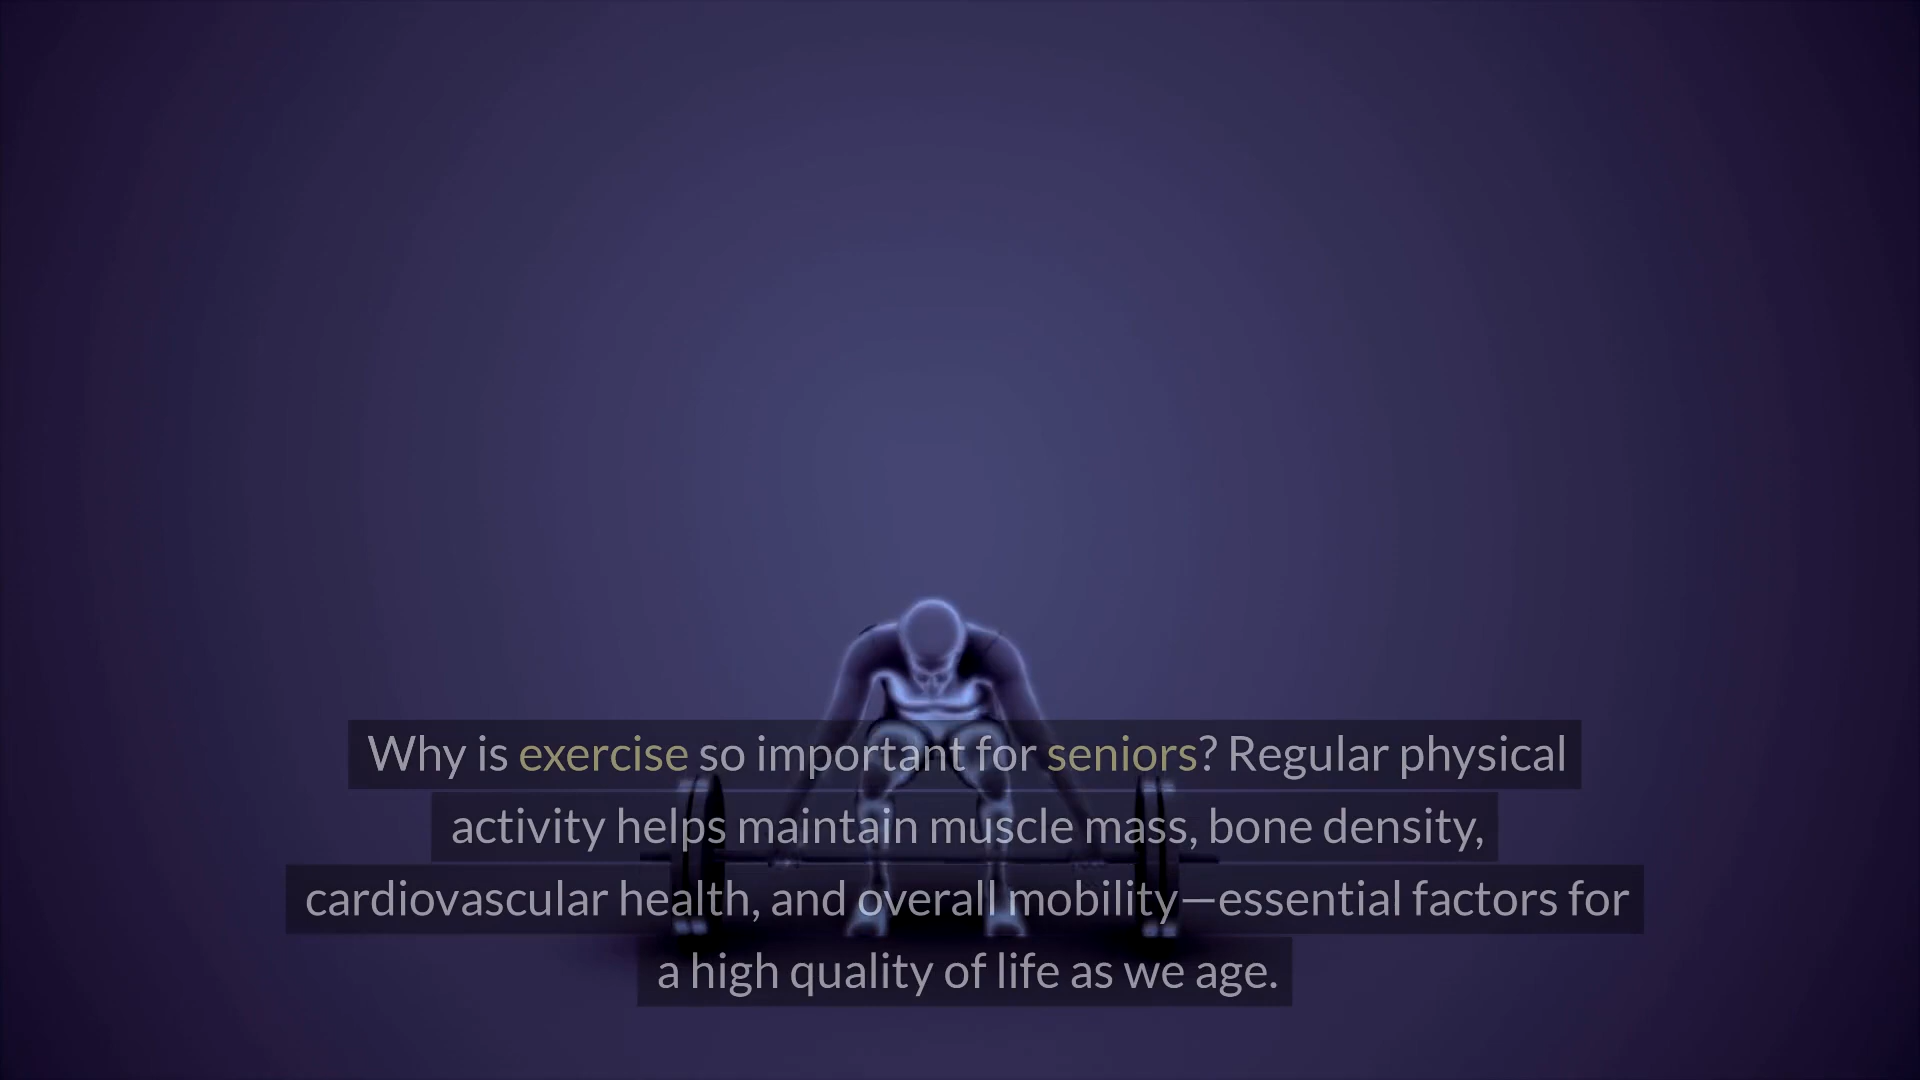 Why is exercise so important for seniors? Regular physical
activity helps maintain muscle mass, bone density,
cardiovascular health, and overall mobility—essential factors for
a high quality of life as we age.